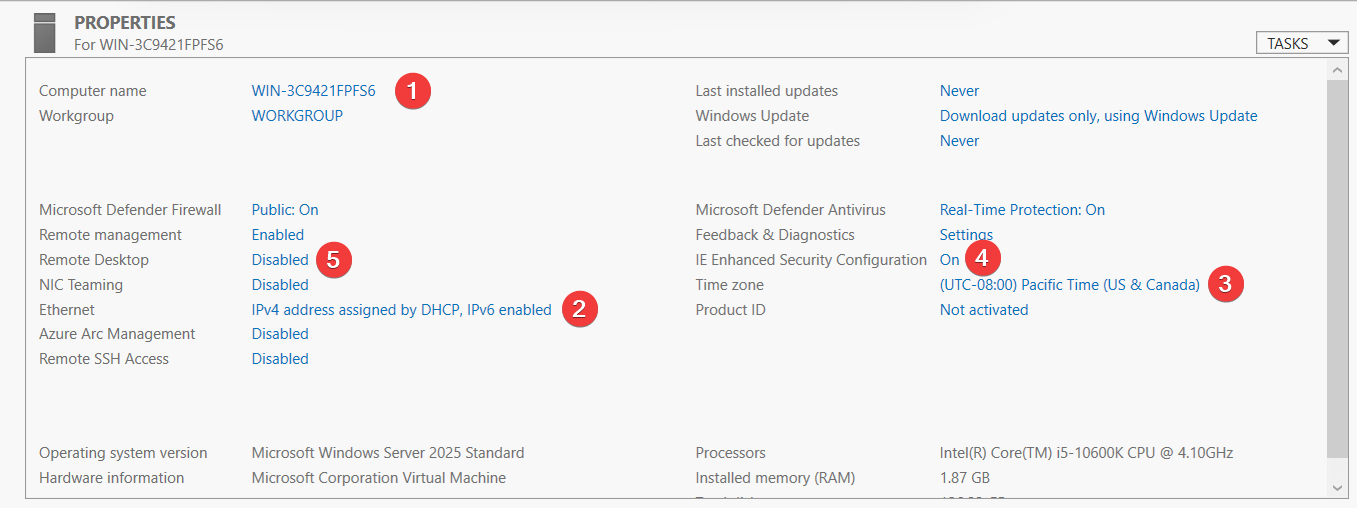 PROPERTIES
For WIN-3C9421FPFS6
TASKS
Computer name WIN-3C9421FPFS6 1
Workgroup WORKGROUP
Last installed updates Never
Windows Update Download updates only, using Windows Update
Last checked for updates Never
Microsoft Defender Firewall Public: On
Remote management Enabled
Remote Desktop Disabled 5
NIC Teaming Disabled
Ethernet IPv4 address assigned by DHCP, IPv6 enabled 2
Azure Arc Management Disabled
Remote SSH Access Disabled
Microsoft Defender Antivirus Real-Time Protection: On
Feedback & Diagnostics Settings
IE Enhanced Security Configuration On 4
Time zone (UTC-08:00) Pacific Time (US & Canada) 3
Product ID Not activated
Operating system version Microsoft Windows Server 2025 Standard
Hardware information Microsoft Corporation Virtual Machine
Processors Intel(R) Core(TM) i5-10600K CPU @ 4.10GHz
Installed memory (RAM) 1.87 GB